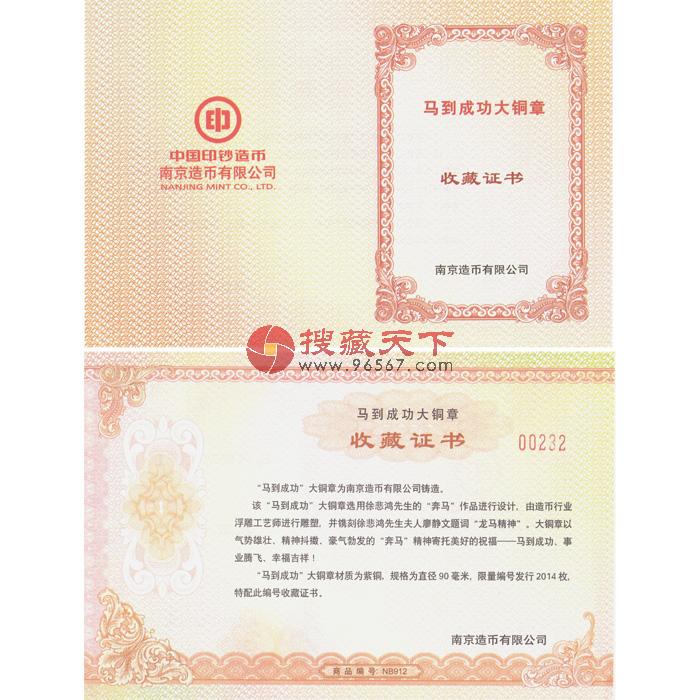 中国印钞造币
南京造币有限公司
NANJING MINT CO., LTD.
马到成功大铜章
收藏证书
南京造币有限公司
搜藏天下
www.96567.com
马到成功大铜章
收藏证书
00232
“马到成功”大铜章为南京造币有限公司铸造。
该“马到成功”大铜章选用徐悲鸿先生的“奔马”作品进行设计，由造币行业
浮雕工艺师进行雕塑，并镌刻徐悲鸿先生夫人廖静文题词“龙马精神”。大铜章以
气势雄壮、精神抖擞、豪气勃发的“奔马”精神寄托美好的祝福——马到成功、事
业腾飞、幸福吉祥！
“马到成功”大铜章材质为紫铜，规格为直径90毫米，限量编号发行2014枚，
特配此编号收藏证书。
南京造币有限公司
商品编号：NB912